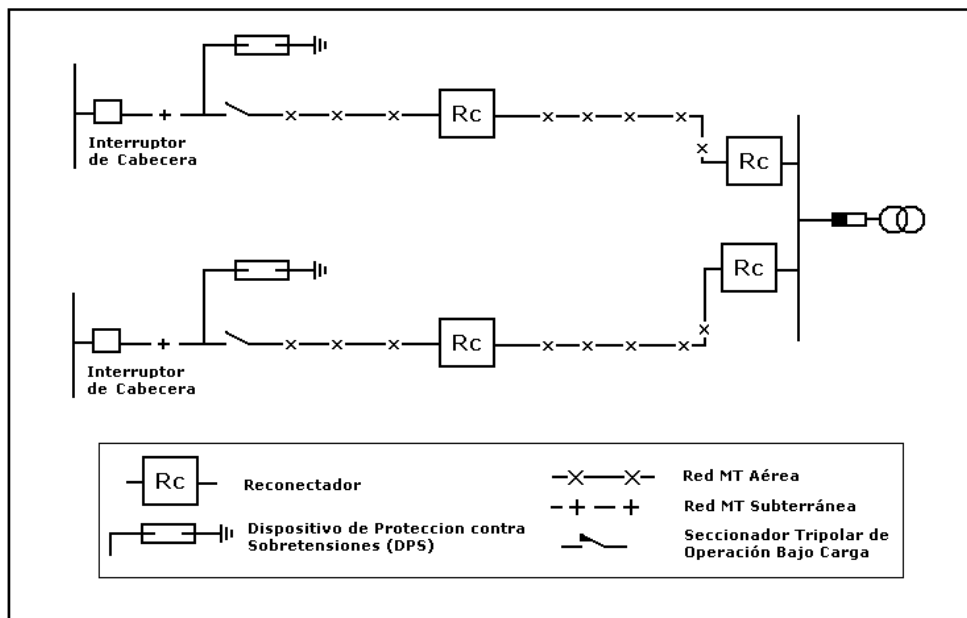 Rc
Rc
Interruptor
de Cabecera
Rc
Rc
Interruptor
de Cabecera
Rc
Reconectador
Dispositivo de Proteccion contra
Sobretensiones (DPS)
Red MT Aérea
Red MT Subterránea
Seccionador Tripolar de
Operación Bajo Carga